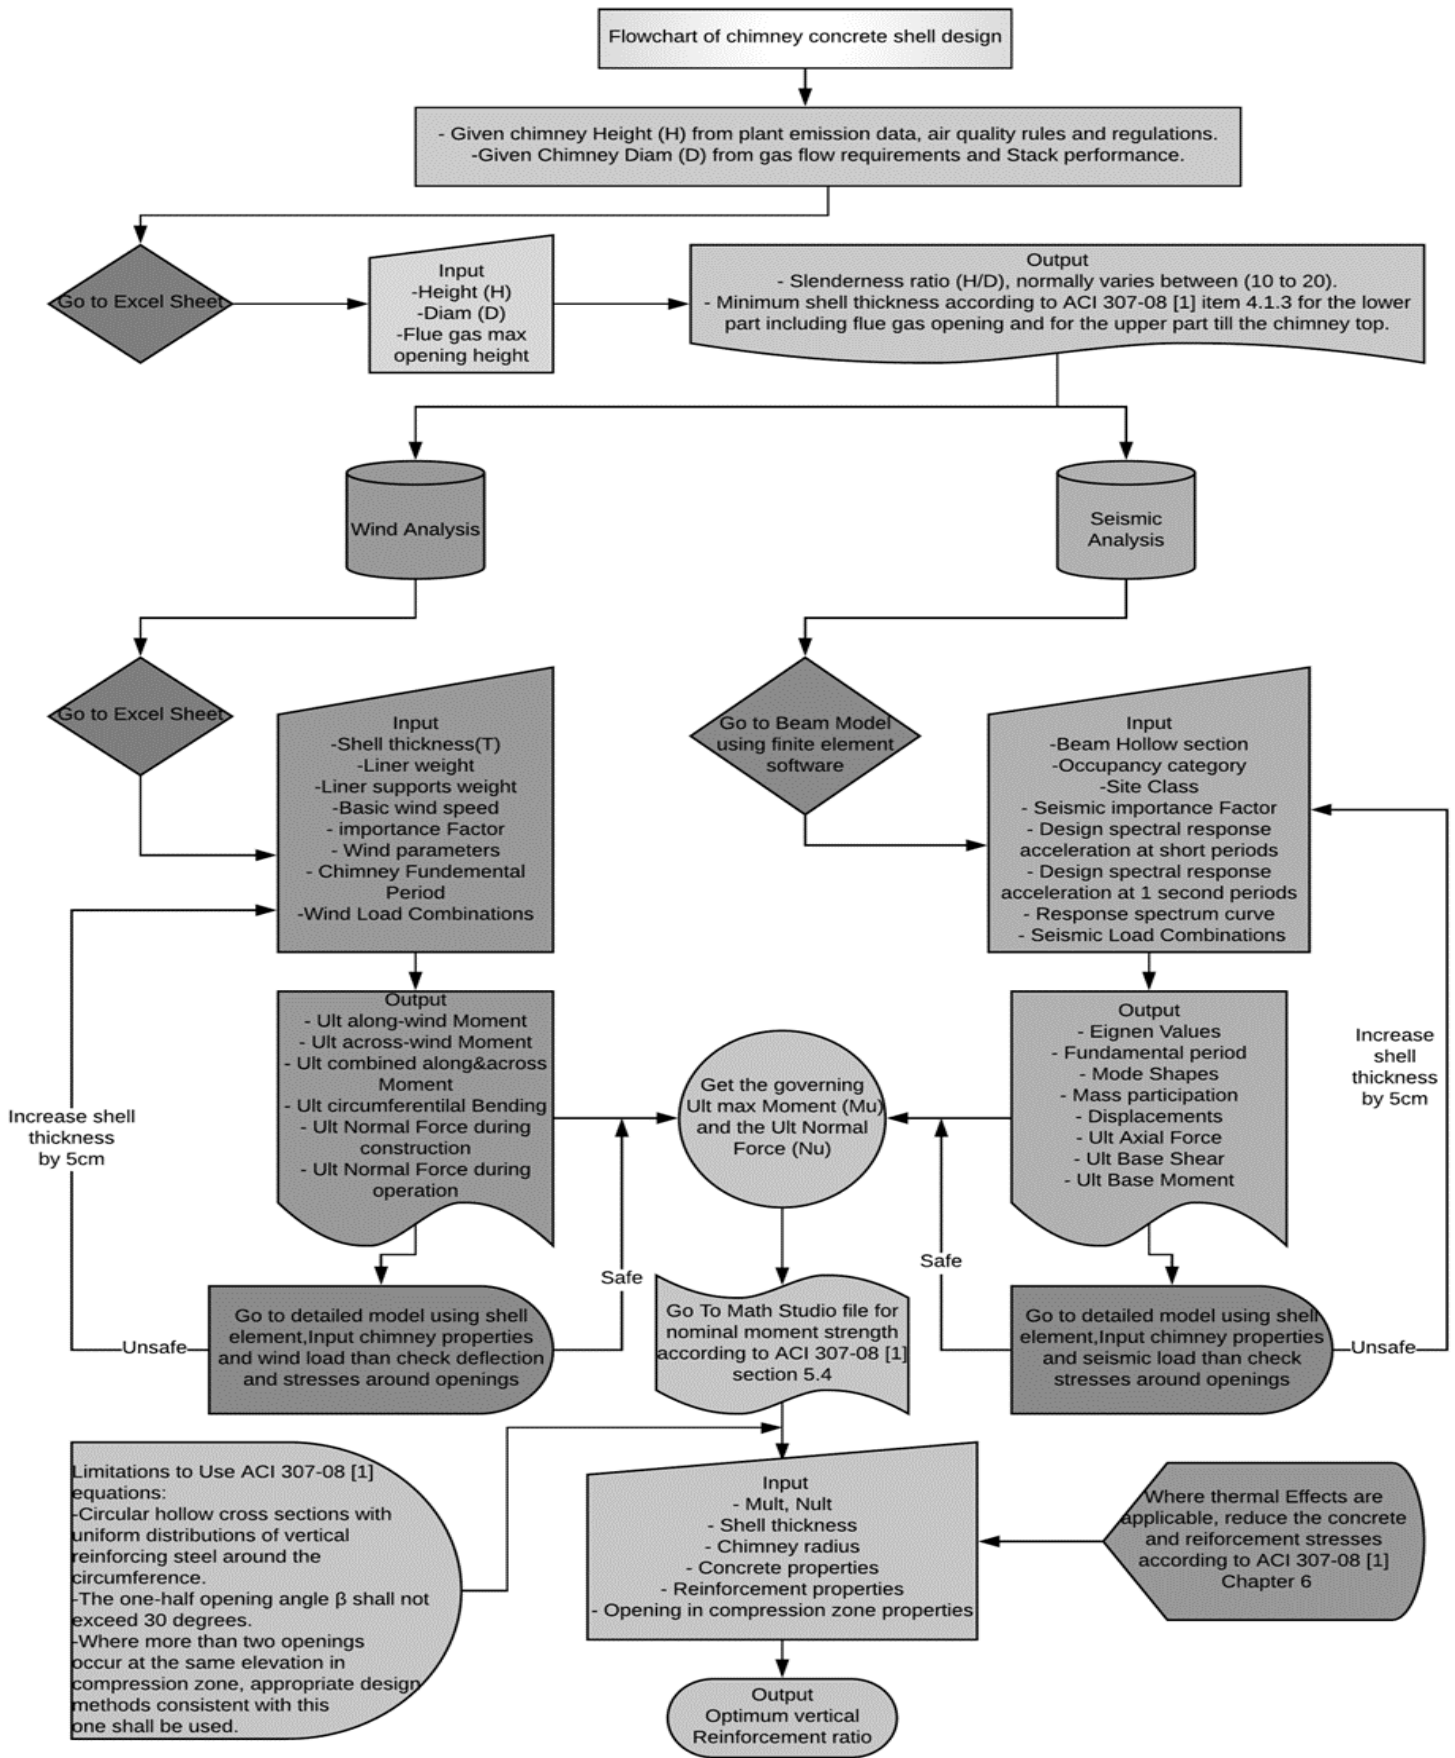 Flowchart of chimney concrete shell design
- Given chimney Height (H) from plant emission data, air quality rules and regulations.
-Given Chimney Diam (D) from gas flow requirements and Stack performance.
Go to Excel Sheet
Input
-Height (H)
-Diam (D)
-Flue gas max
opening height
Output
- Slenderness ratio (H/D), normally varies between (10 to 20).
- Minimum shell thickness according to ACI 307-08 [1] item 4.1.3 for the lower
part including flue gas opening and for the upper part till the chimney top.
Wind Analysis
Seismic
Analysis
Go to Excel Sheet
Input
-Shell thickness(T)
-Liner weight
-Liner supports weight
-Basic wind speed
- importance Factor
- Wind parameters
- Chimney Fundemental
Period
-Wind Load Combinations
Go to Beam Model
using finite element
software
Input
-Beam Hollow section
-Occupancy category
-Site Class
- Seismic importance Factor
- Design spectral response
acceleration at short periods
- Design spectral response
acceleration at 1 second periods
- Response spectrum curve
- Seismic Load Combinations
Output
- Ult along-wind Moment
- Ult across-wind Moment
- Ult combined along&across
Moment
- Ult circumferentilal Bending
- Ult Normal Force during
construction
- Ult Normal Force during
operation
Get the governing
Ult max Moment (Mu)
and the Ult Normal
Force (Nu)
Output
- Eignen Values
- Fundamental period
- Mode Shapes
- Mass participation
- Displacements
- Ult Axial Force
- Ult Base Shear
- Ult Base Moment
Increase
shell
thickness
by 5cm
Increase shell
thickness
by 5cm
Safe
Safe
Unsafe
Go to detailed model using shell
element,Input chimney properties
and wind load than check deflection
and stresses around openings
Go To Math Studio file for
nominal moment strength
according to ACI 307-08 [1]
section 5.4
Go to detailed model using shell
element,Input chimney properties
and seismic load than check
stresses around openings
Unsafe
Limitations to Use ACI 307-08 [1]
equations:
-Circular hollow cross sections with
uniform distributions of vertical
reinforcing steel around the
circumference.
-The one-half opening angle β shall not
exceed 30 degrees.
-Where more than two openings
occur at the same elevation in
compression zone, appropriate design
methods consistent with this
one shall be used.
Input
- Mult, Nult
- Shell thickness
- Chimney radius
- Concrete properties
- Reinforcement properties
- Opening in compression zone properties
Where thermal Effects are
applicable, reduce the concrete
and reiforcement stresses
according to ACI 307-08 [1]
Chapter 6
Output
Optimum vertical
Reinforcement ratio